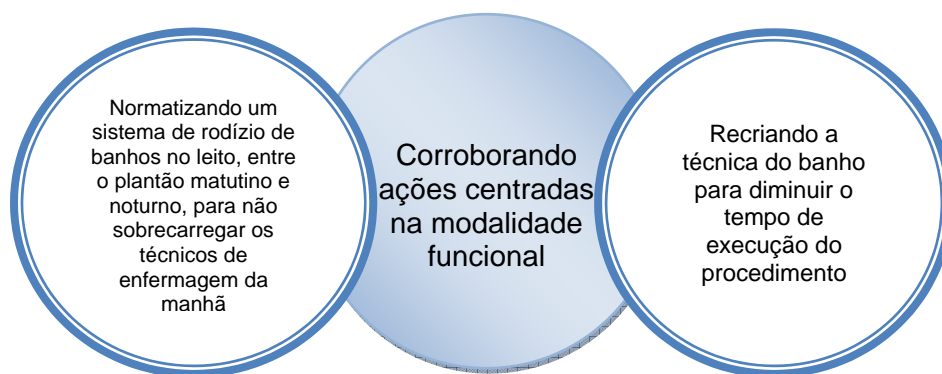 Normatizando um
sistema de rodízio de
banhos no leito, entre
o plantão matutino e
noturno, para não
sobrecarregar os
técnicos de
enfermagem da
manhã
Corroborando
ações centradas
na modalidade
funcional
Recriando a
técnica do banho
para diminuir o
tempo de
execução do
procedimento